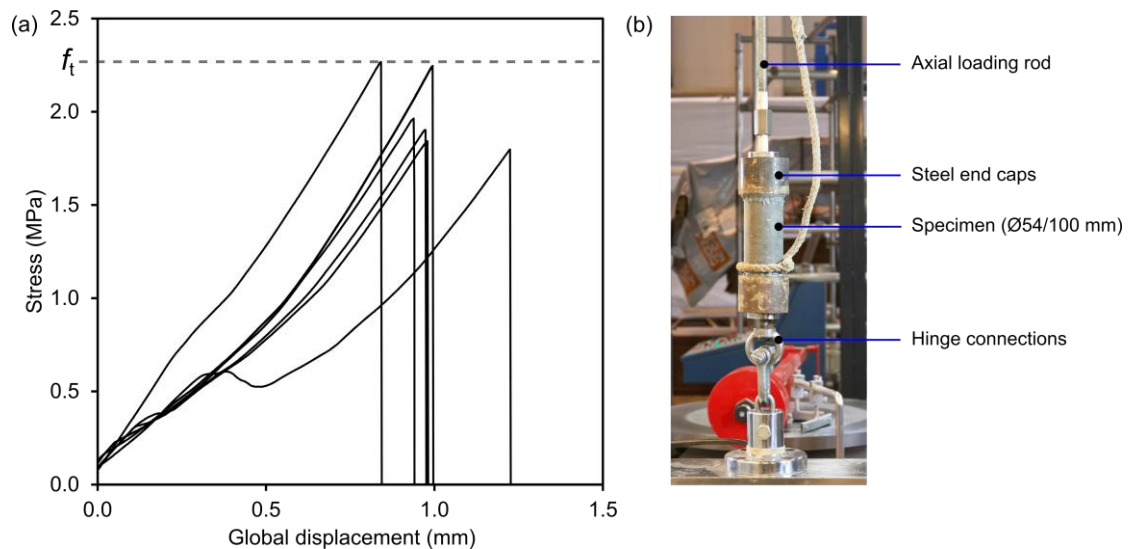 (a)
2.5
ft
2.0
1.5
1.0
0.5
0.0
Stress (MPa)
0.0 0.5 1.0 1.5
Global displacement (mm)
(b)
Axial loading rod
Steel end caps
Specimen (Ø54/100 mm)
Hinge connections